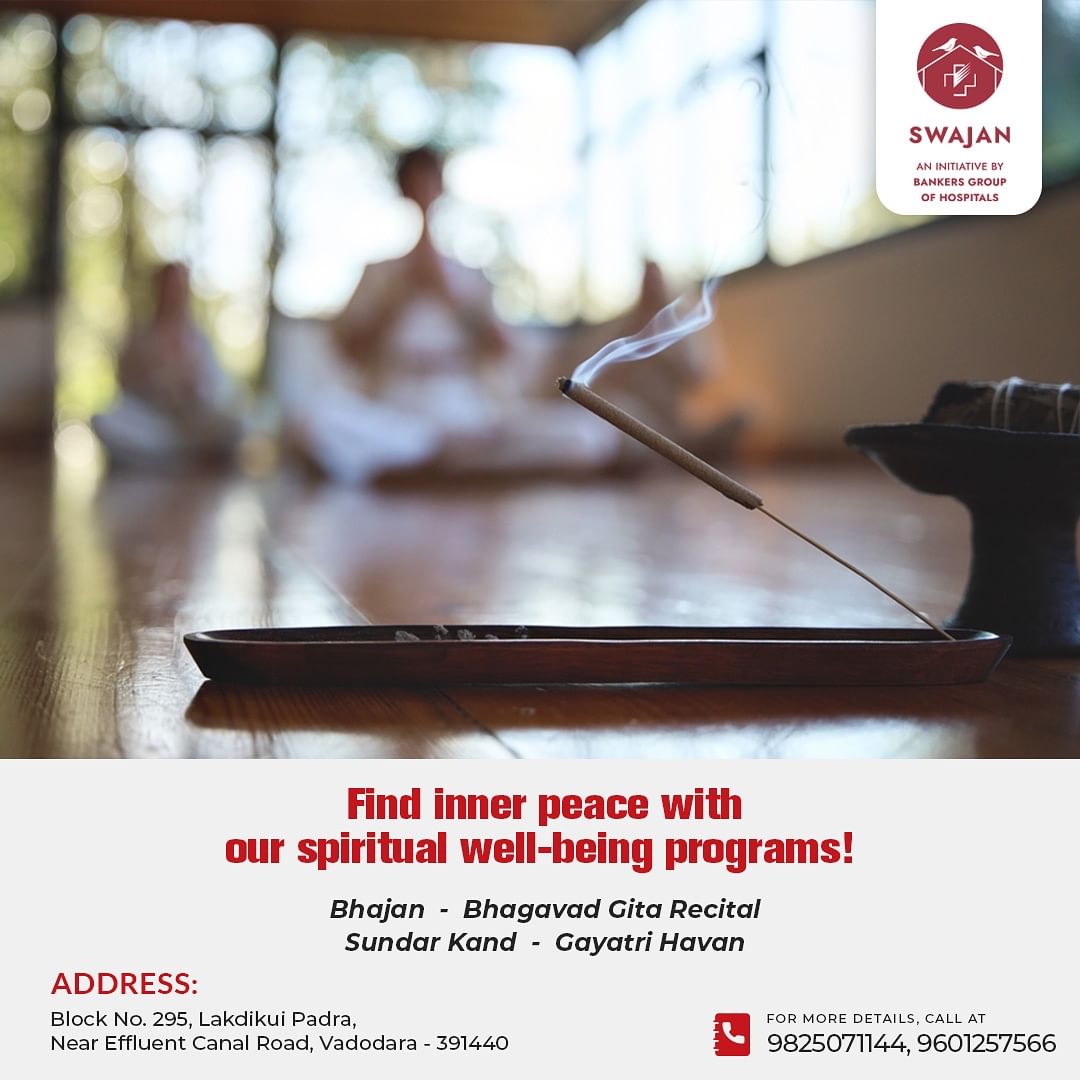 SWAJAN
AN INITIATIVE BY
BANKERS GROUP
OF HOSPITALS
Find inner peace with
our spiritual well-being programs!
Bhajan - Bhagavad Gita Recital
Sundar Kand - Gayatri Havan
ADDRESS:
Block No. 295, Lakdikui Padra,
Near Effluent Canal Road, Vadodara - 391440
FOR MORE DETAILS, CALL AT
9825071144, 9601257566